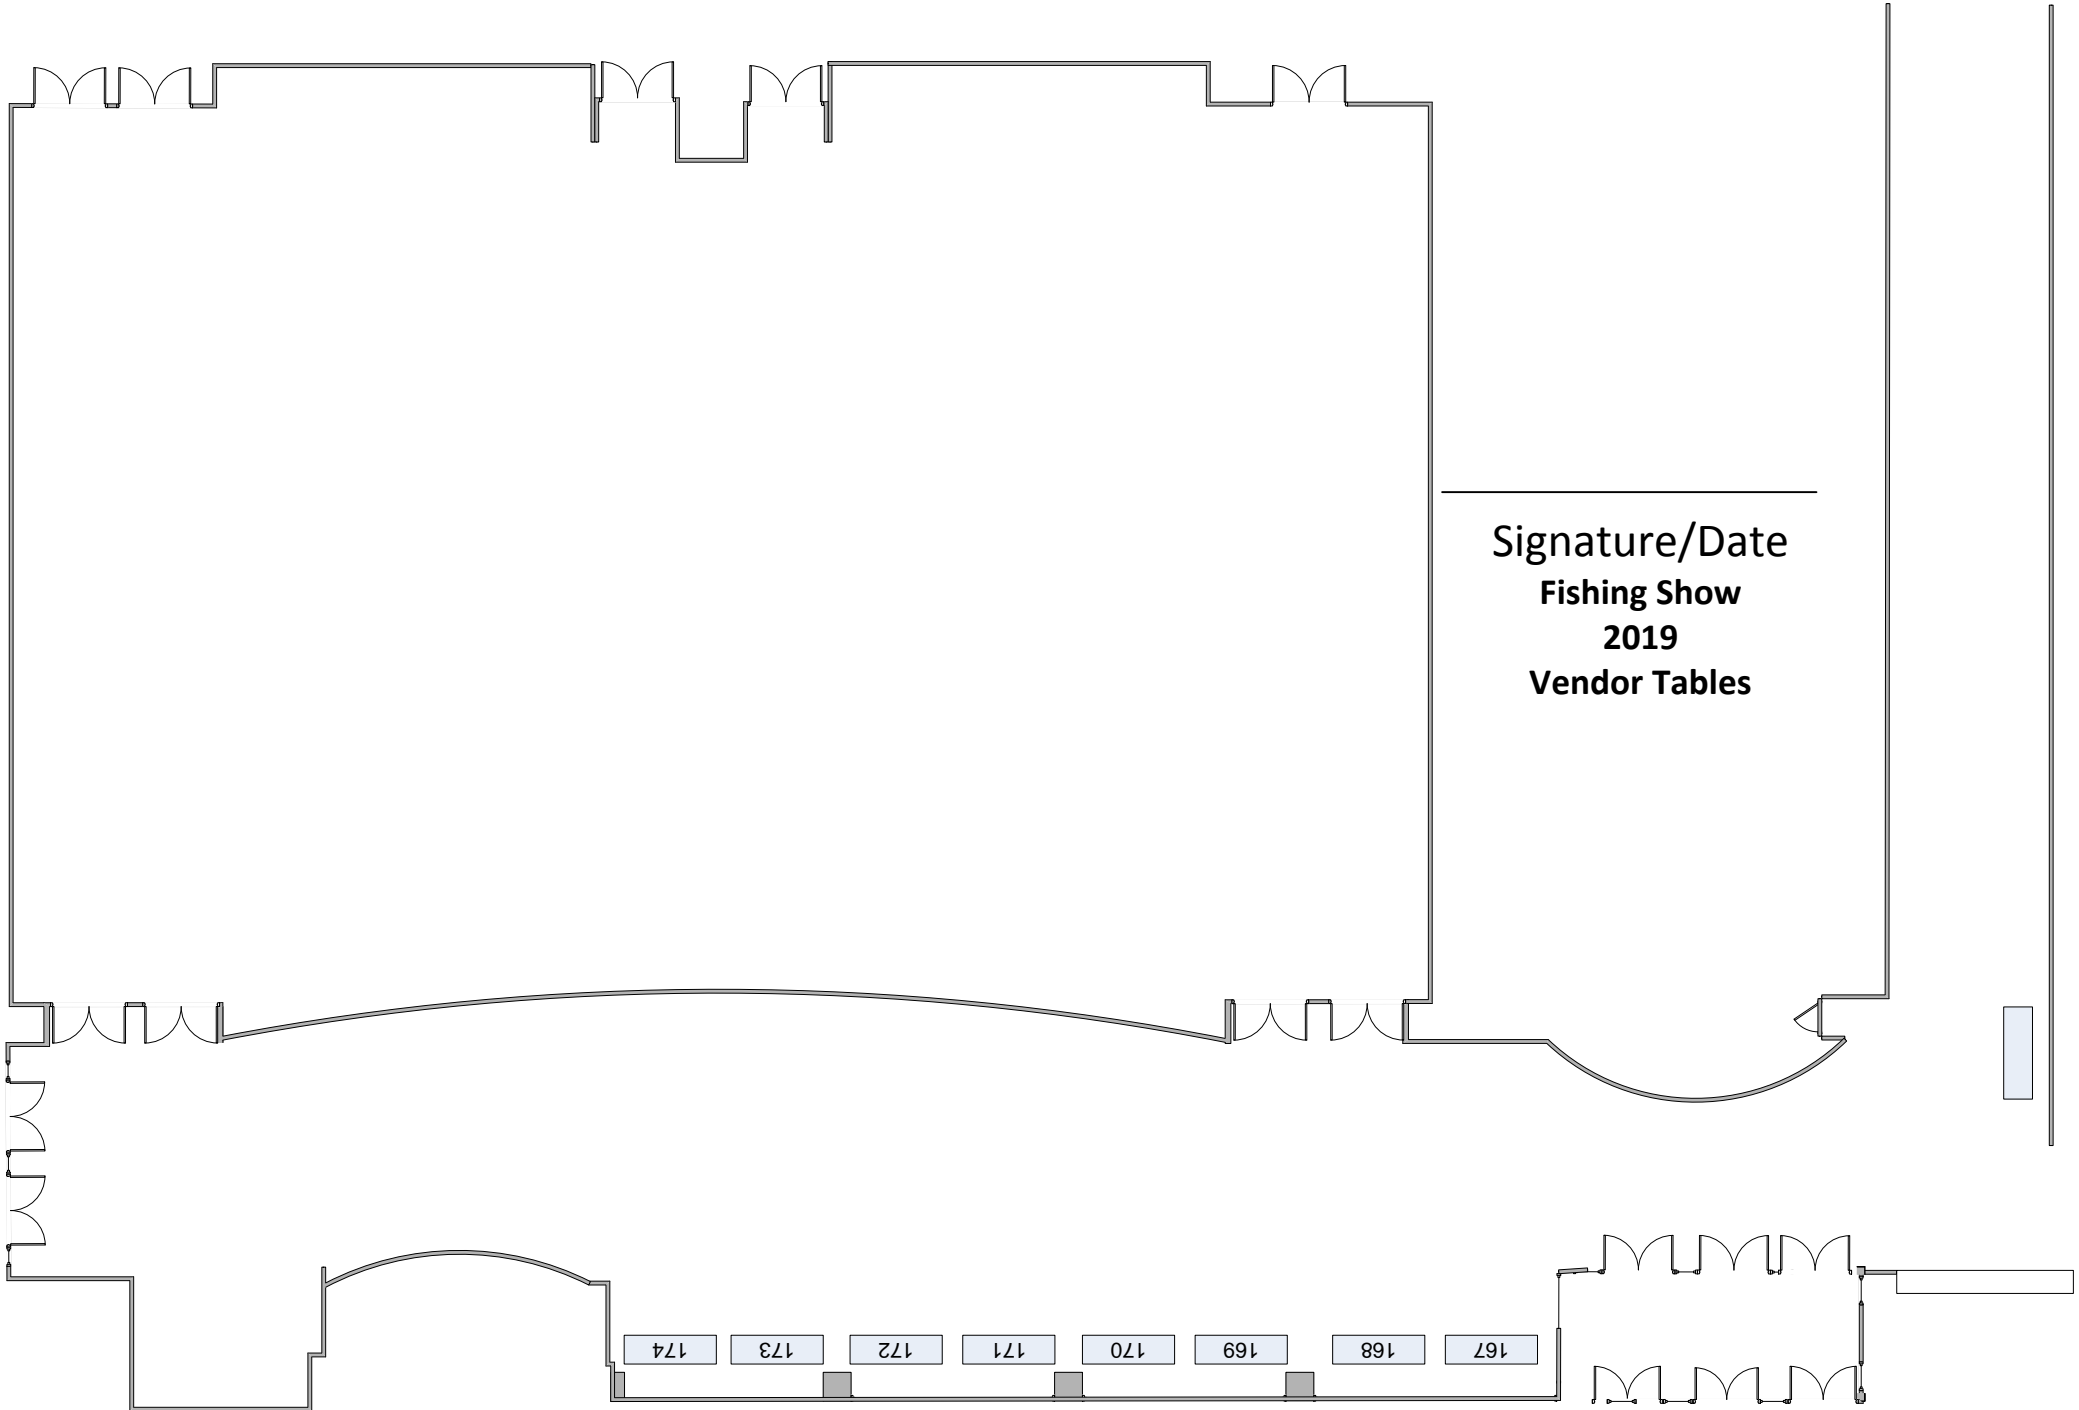 Signature/Date
Fishing Show
2019
Vendor Tables
174 173 172 171 170 169 168 167